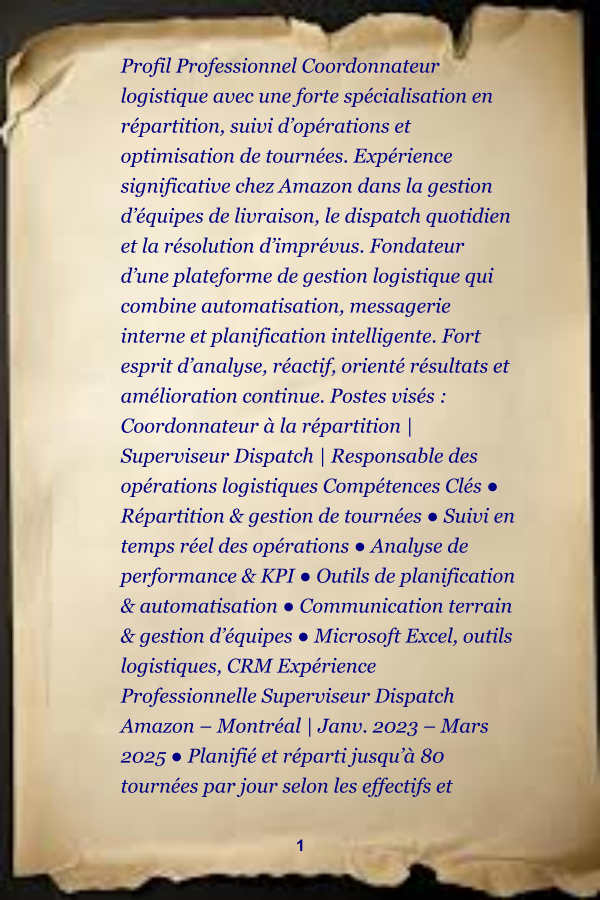 Profil Professionnel Coordonnateur
logistique avec une forte spécialisation en
répartition, suivi d’opérations et
optimisation de tournées. Expérience
significative chez Amazon dans la gestion
d’équipes de livraison, le dispatch quotidien
et la résolution d’imprévus. Fondateur
d’une plateforme de gestion logistique qui
combine automatisation, messagerie
interne et planification intelligente. Fort
esprit d’analyse, réactif, orienté résultats et
amélioration continue. Postes visés :
Coordonnateur à la répartition |
Superviseur Dispatch | Responsable des
opérations logistiques Compétences Clés ●
Répartition & gestion de tournées ● Suivi en
temps réel des opérations ● Analyse de
performance & KPI ● Outils de planification
& automatisation ● Communication terrain
& gestion d’équipes ● Microsoft Excel, outils
logistiques, CRM Expérience
Professionnelle Superviseur Dispatch
Amazon – Montréal | Janv. 2023 – Mars
2025 ● Planifié et réparti jusqu’à 80
tournées par jour selon les effectifs et
1